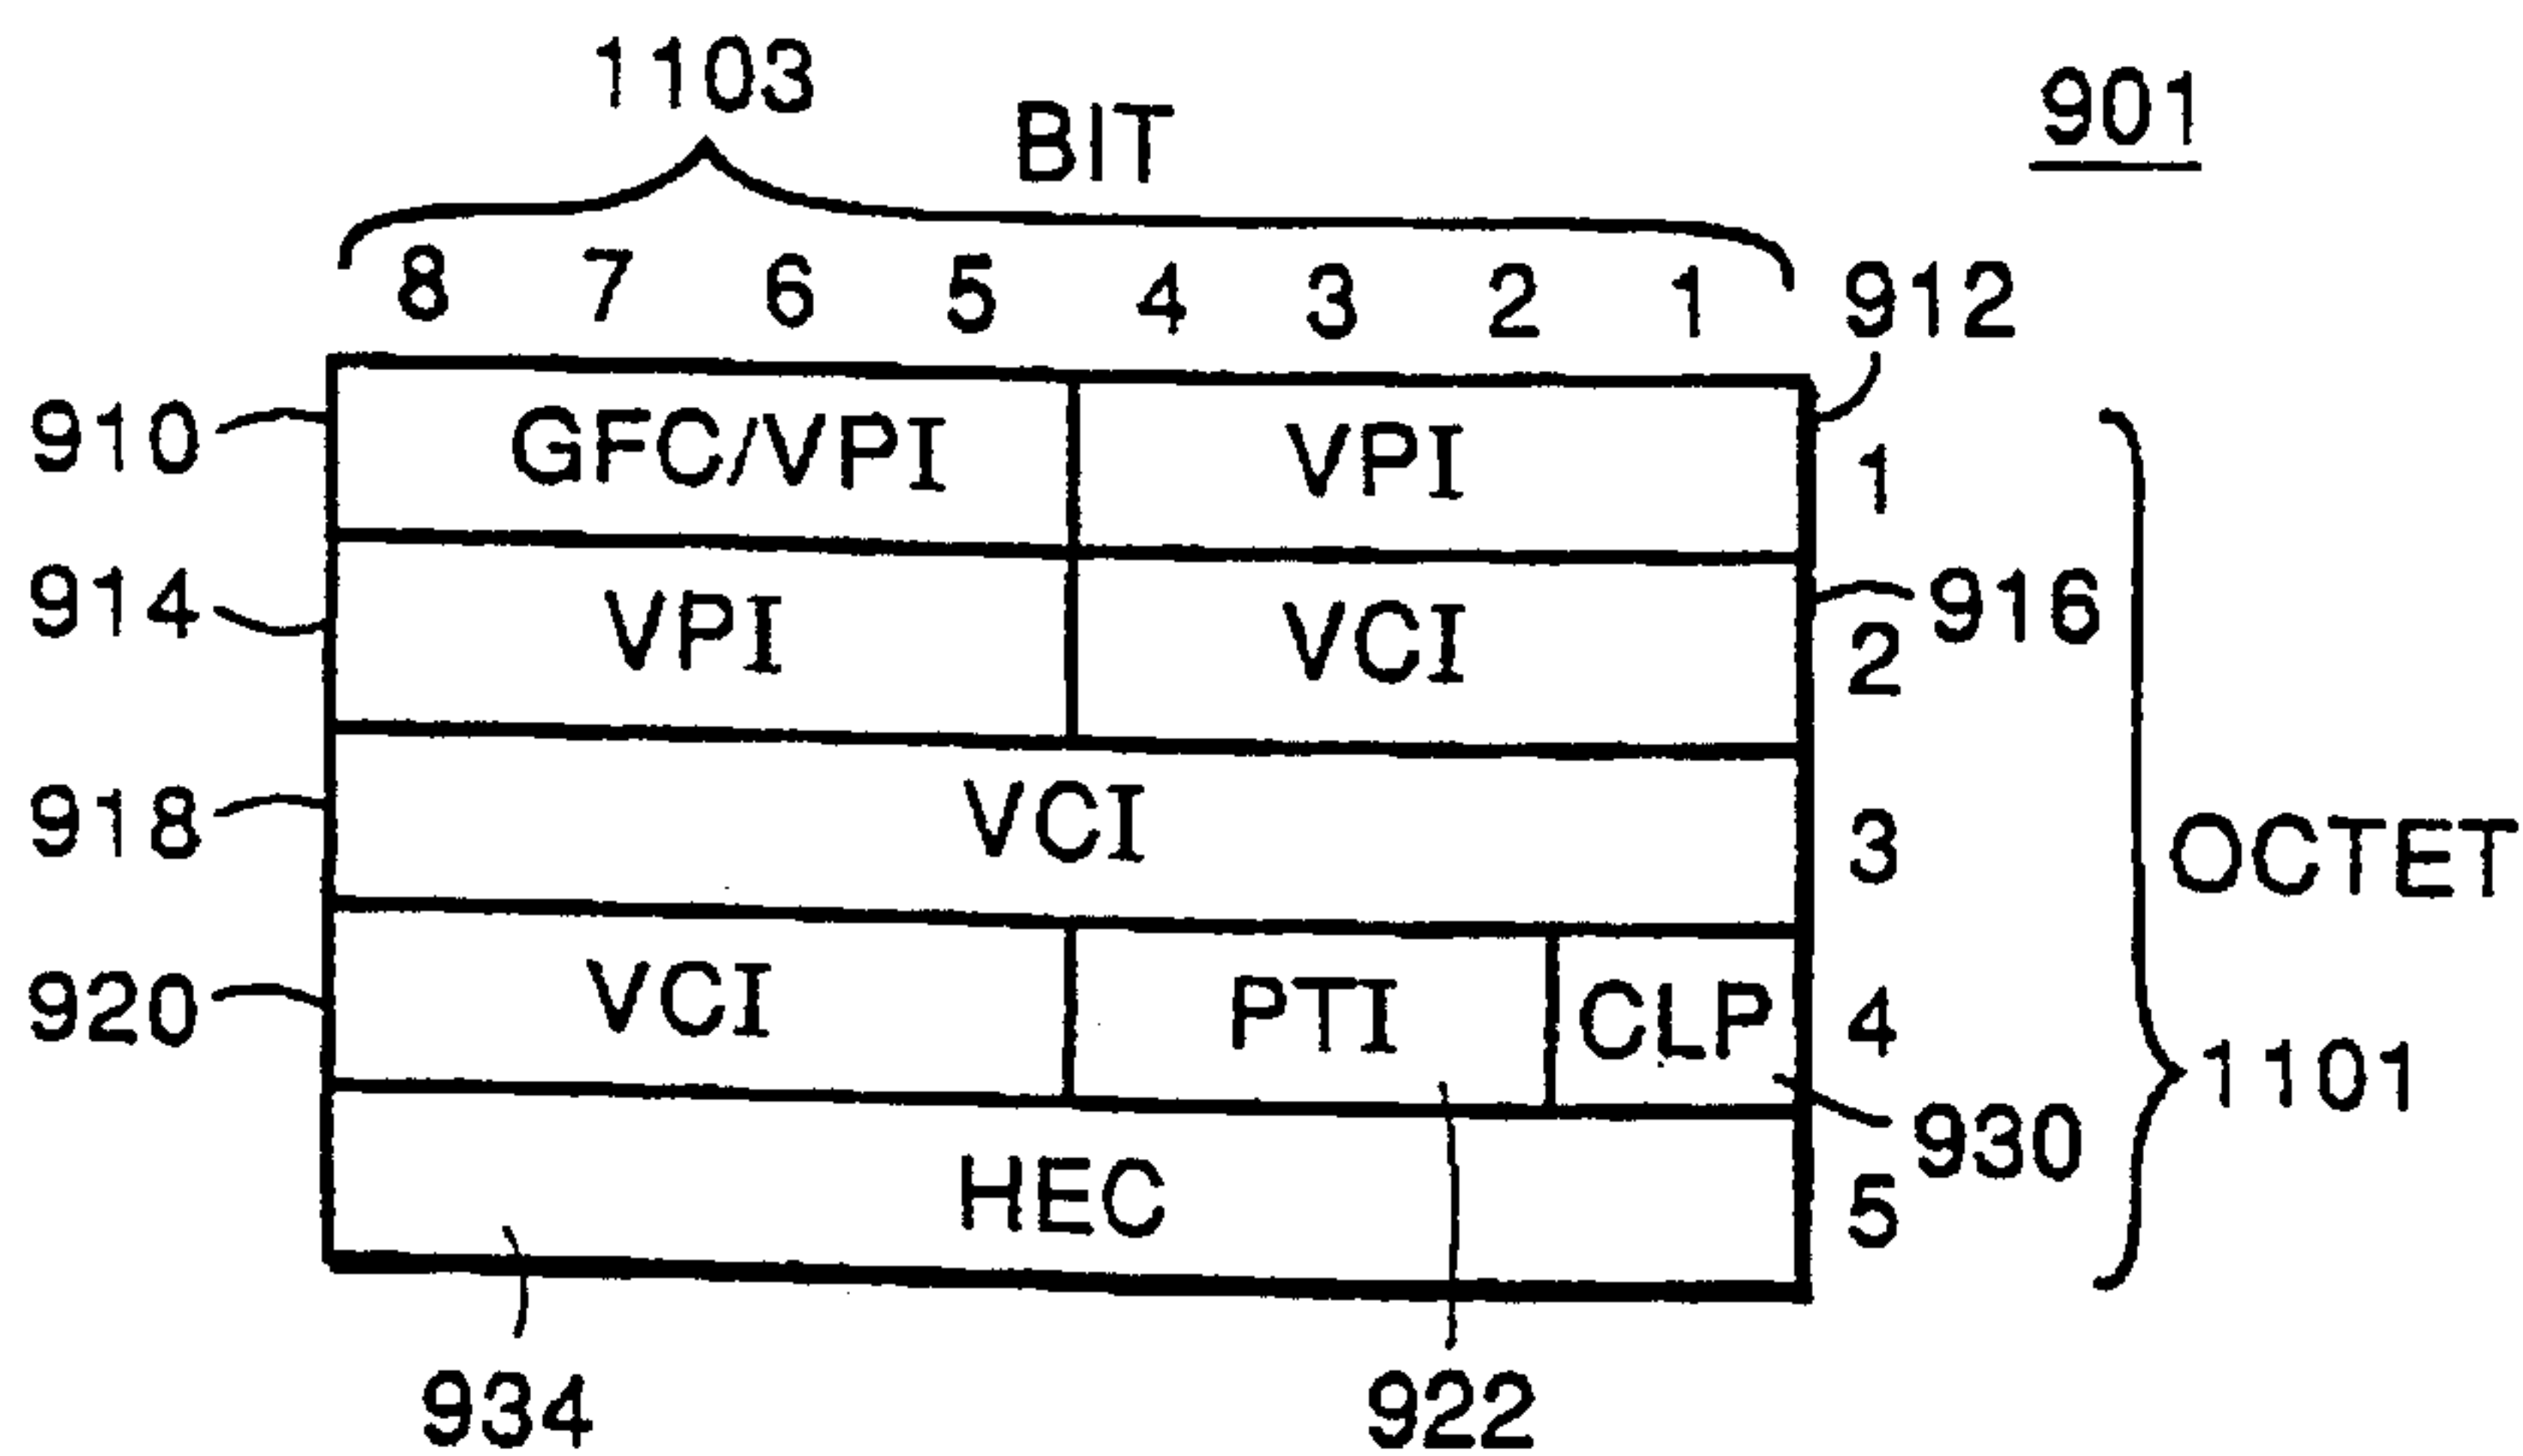 1103
BIT
901
8 7 6 5 4 3 2 1
912
910
GFC/VPI
VPI
1
914
VPI
VCI
916
2
918
VCI
3
OCTET
920
VCI
PTI
CLP
4
1101
930
HEC
5
934
922